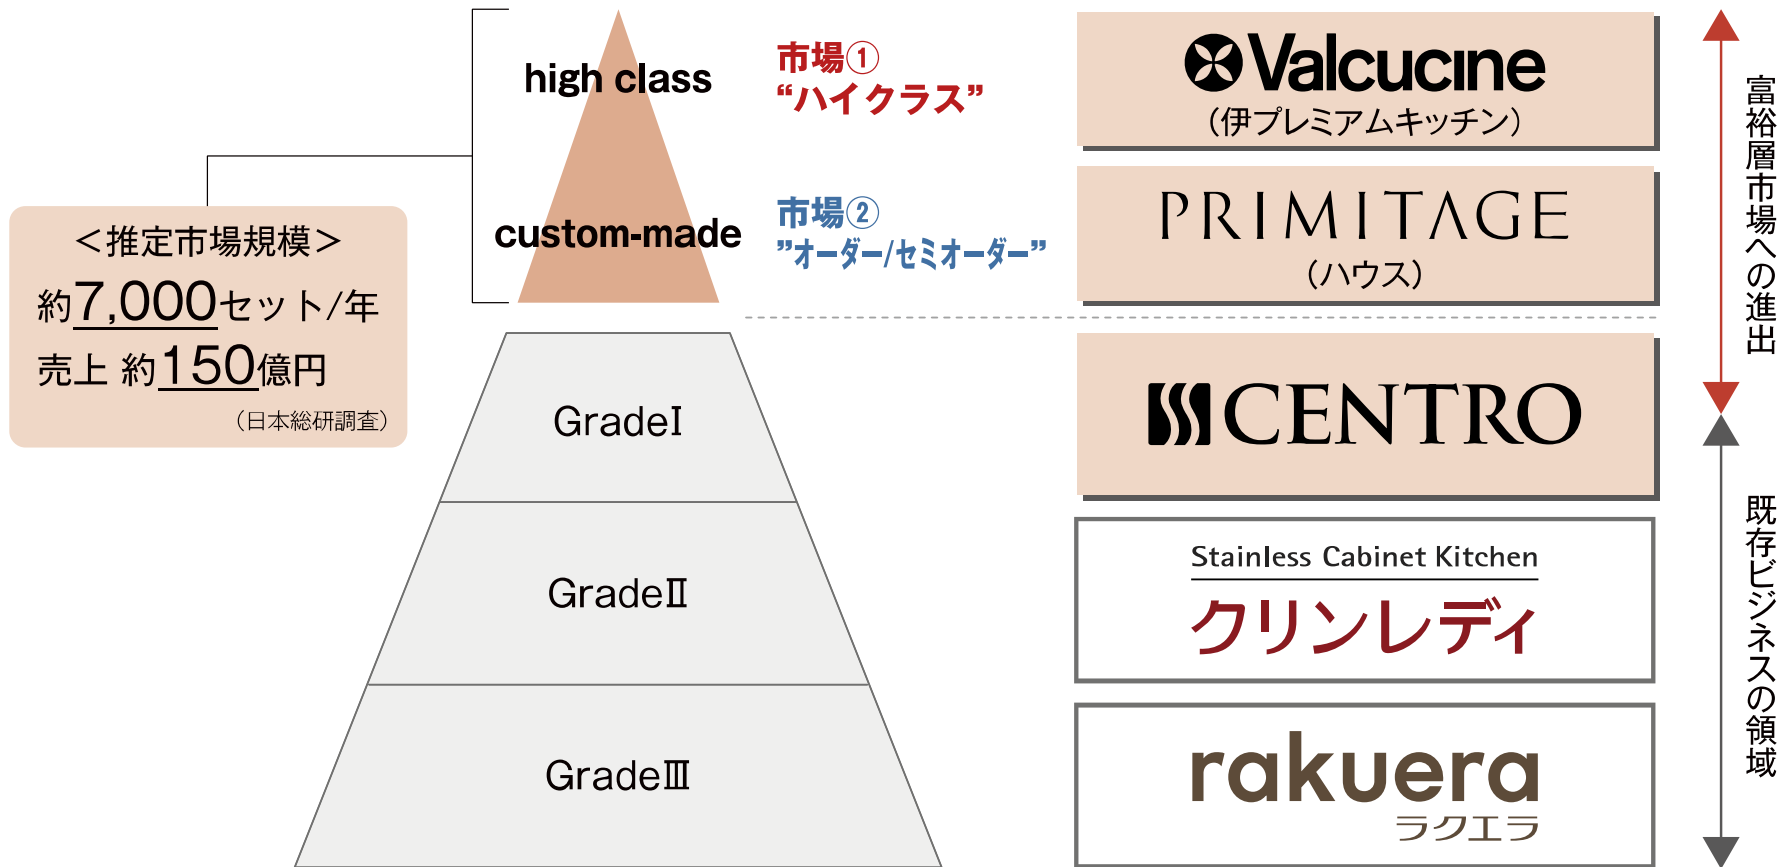 high class
custom-made
市場①
“ハイクラス”
市場②
”オーダー/セミオーダー”
＜推定市場規模＞
約7,000セット/年
売上 約150億円
（日本総研調査）
GradeⅠ
GradeⅡ
GradeⅢ
Valcucine
（伊プレミアムキッチン）
PRIMITAGE
（ハウス）
CENTRO
Stainless Cabinet Kitchen
クリンレディ
rakuera
ラクエラ
富裕層市場への進出
既存ビジネスの領域